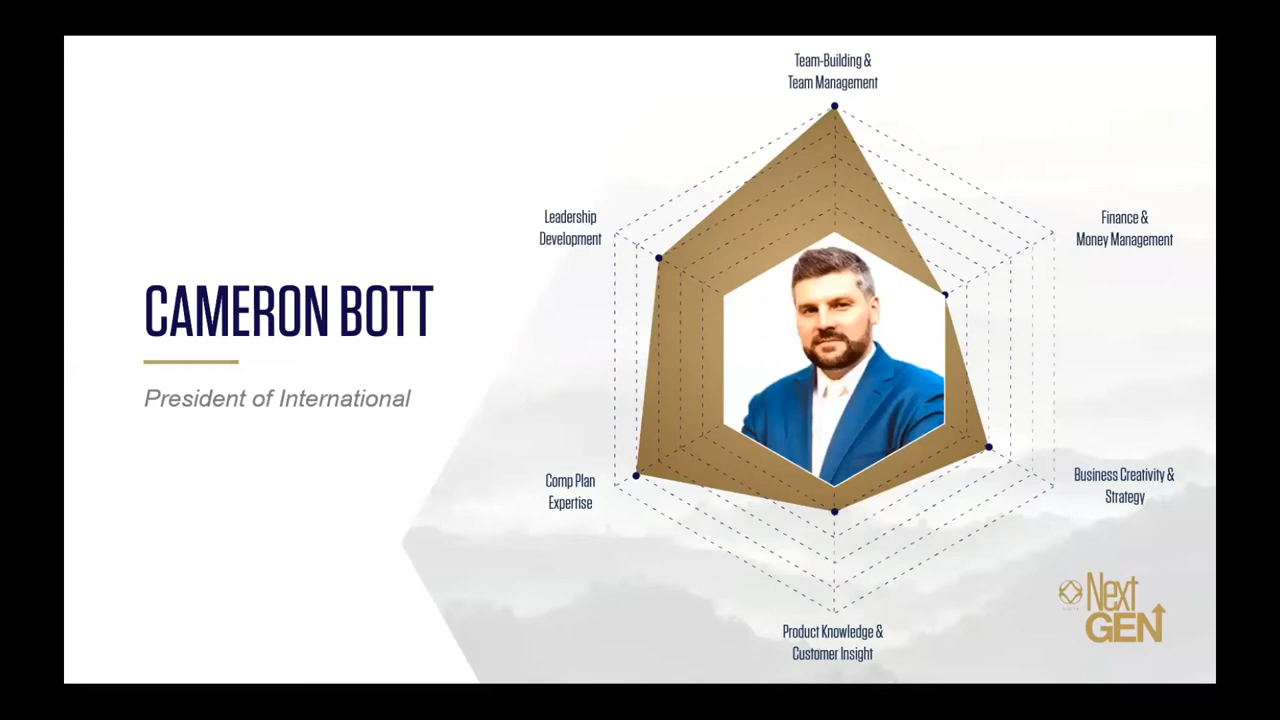 CAMERON BOTT
President of International
Team-Building &
Team Management
Leadership
Development
Finance &
Money Management
Comp Plan
Expertise
Business Creativity &
Strategy
Product Knowledge &
Customer Insight
Next
GEN